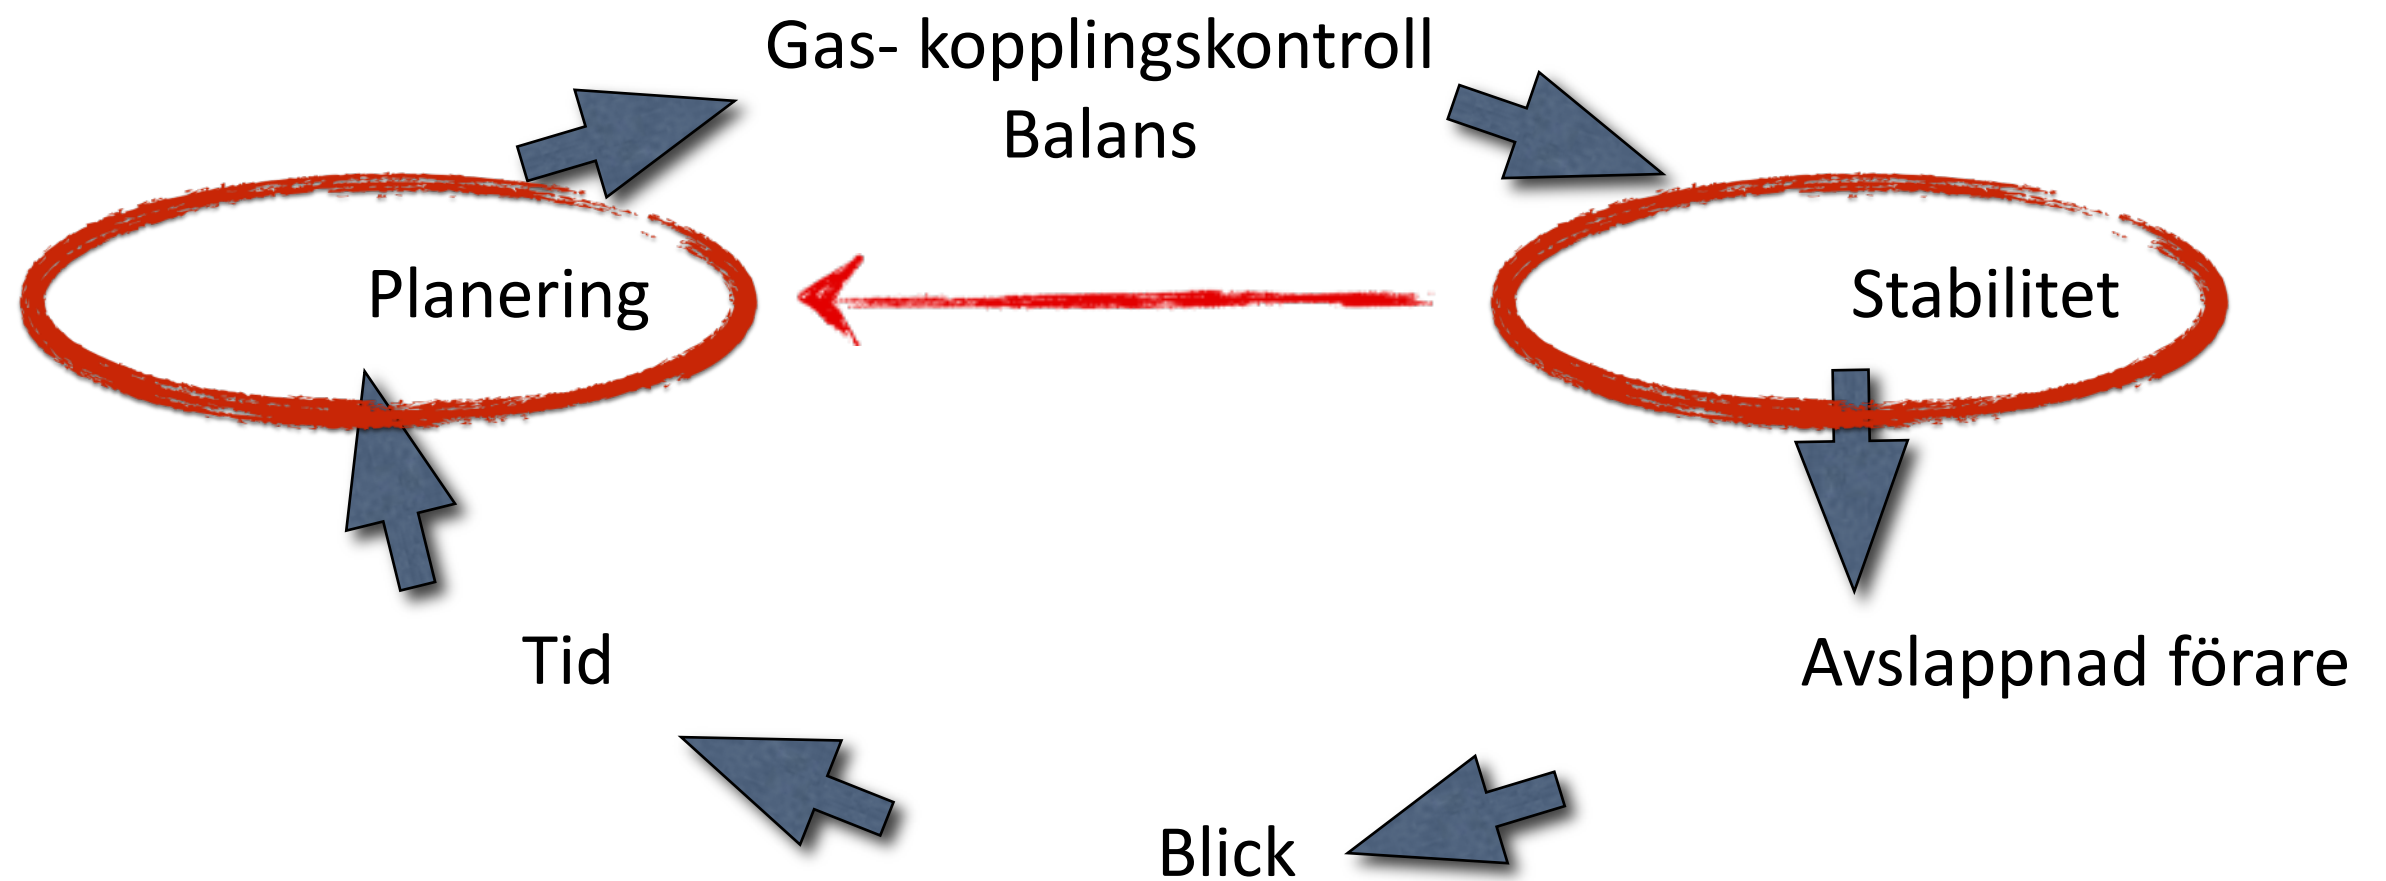 Gas- kopplingskontroll
Balans
Planering
Stabilitet
Tid
Avslappnad förare
Blick